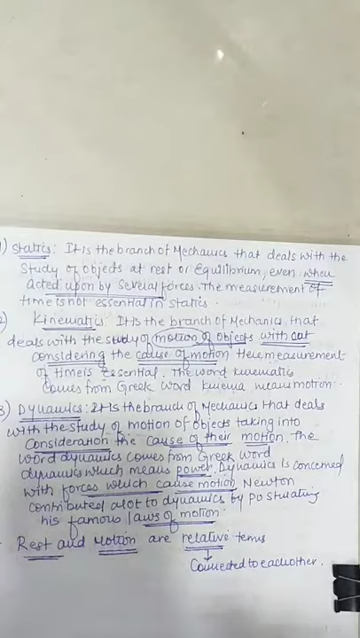 1) Statics: It is the branch of Mechanics that deals with the
Study of objects at rest or Equilibrium, even when
acted upon by several forces. The measurement of
time is not essential in statics.
Kinematics: It is the branch of Mechanics, that
deals with the study of motion of objects without
considering the cause of motion Here measurement
of time is Essential. The word kinematic
comes from Greek Word kinema means motion.
3) Dynamics: It is the branch of Mechanics that deals
with the study of motion of objects taking into
Consideration the cause of their motion. The
word dynamics comes from Greek word
dynamis which means power. Dynamics is concerned
with forces which cause motion Newton
contributed a lot to dynamics by postulating
his famous laws of motion.
Rest and Motion are relative terms
Connected to each other.